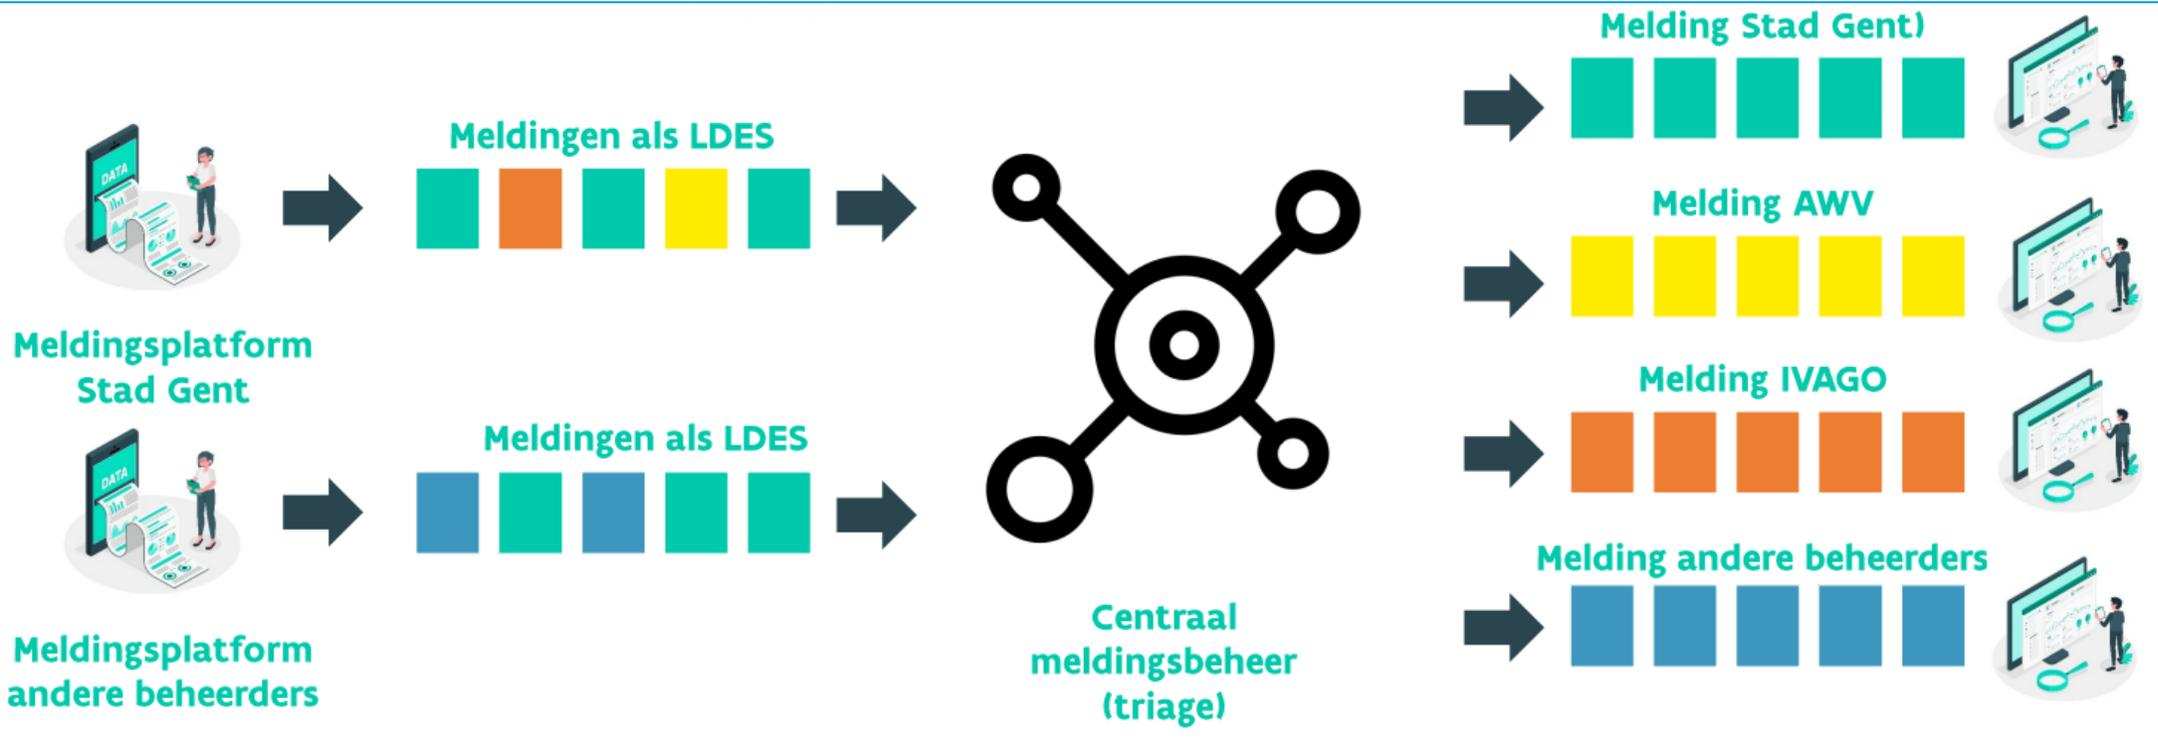 Melding Stad Gent)
Meldingen als LDES
DATA
Melding AWV
Meldingsplatform
Stad Gent
Melding IVAGO
Meldingen als LDES
DATA
Melding andere beheerders
Centraal
meldingsbeheer
(triage)
Meldingsplatform
andere beheerders